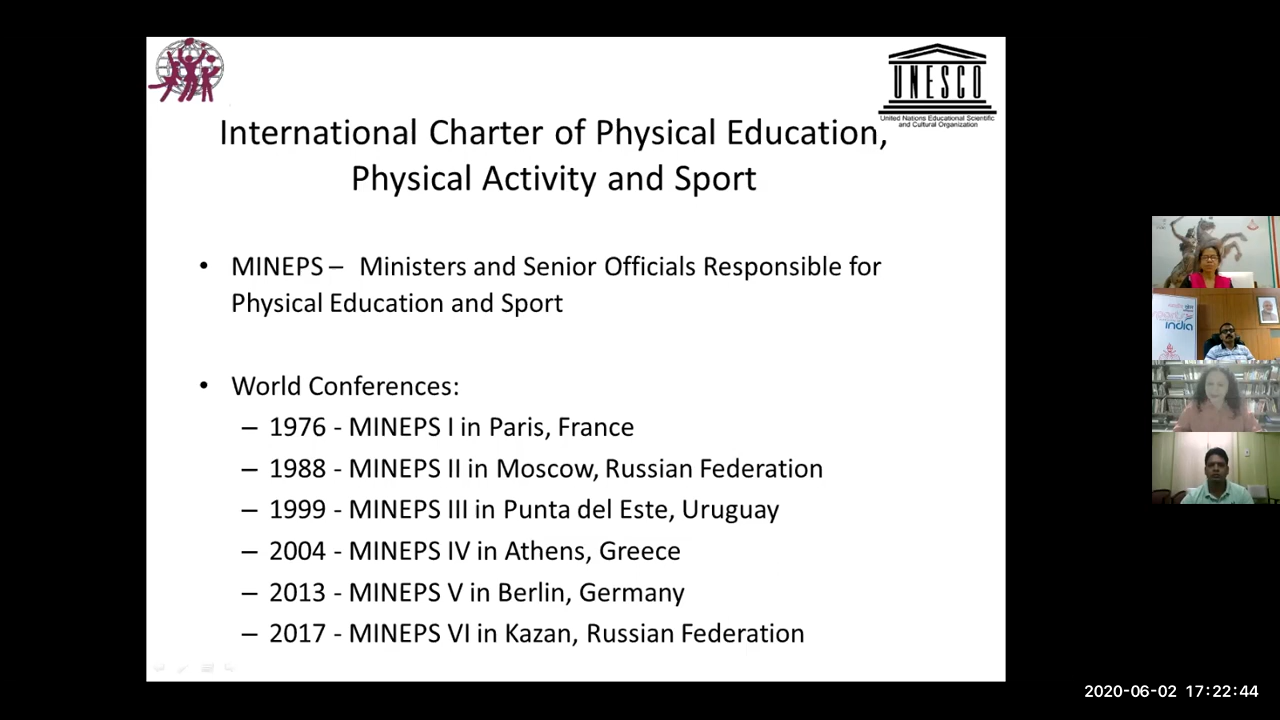 UNESCO
United Nations Educational Scientific
and Cultural Organization
International Charter of Physical Education,
Physical Activity and Sport
• MINEPS – Ministers and Senior Officials Responsible for
Physical Education and Sport
• World Conferences:
– 1976 - MINEPS I in Paris, France
– 1988 - MINEPS II in Moscow, Russian Federation
– 1999 - MINEPS III in Punta del Este, Uruguay
– 2004 - MINEPS IV in Athens, Greece
– 2013 - MINEPS V in Berlin, Germany
– 2017 - MINEPS VI in Kazan, Russian Federation
india
2020-06-02 17:22:44